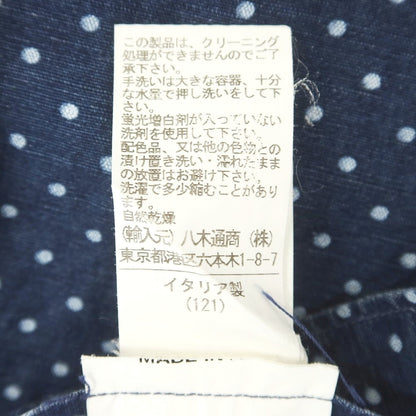 この製品は、クリーニング
処理ができませんのでご了
承下さい。
手洗いは大きな容器、十分
な水量で押し洗いをして下
さい。
蛍光増白剤が入っていない
洗剤を使用して下さい。
配色品、又は他の色物との
漬け置き洗い・濡れたまま
の放置はお避け下さい。
洗濯で多少縮むことがあり
ます。
自然乾燥
(輸入元) 八木通商 (株)
東京都港区六本木1-8-7
イタリア製
(121)
MADE IN